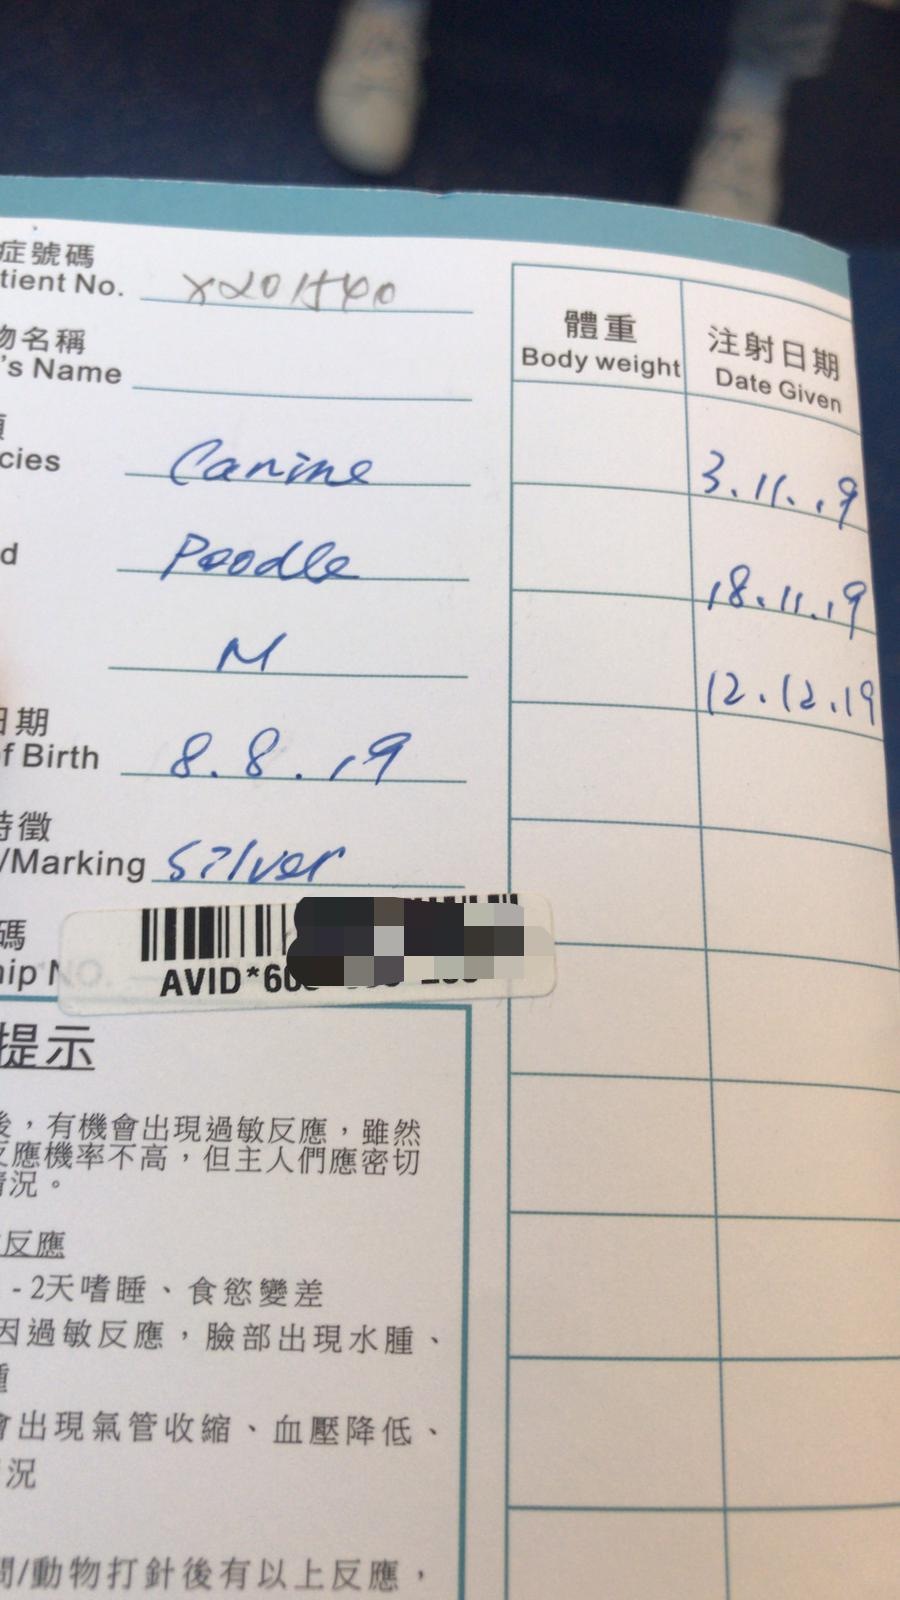 症號碼
tient No.
物名稱
's Name
cies Canine
d Poodle
M
日期
of Birth 8.8.19
特徵
/Marking Silver
碼
hip NO.
AVID*60
體重
Body weight
注射日期
Date Given
3.11.19
18.11.19
12.12.19
提示
後，有機會出現過敏反應，雖然
反應機率不高，但主人們應密切
情況。
反應
- 2天嗜睡、食慾變差
因過敏反應，臉部出現水腫、
腫
會出現氣管收縮、血壓降低、
況
間/動物打針後有以上反應，